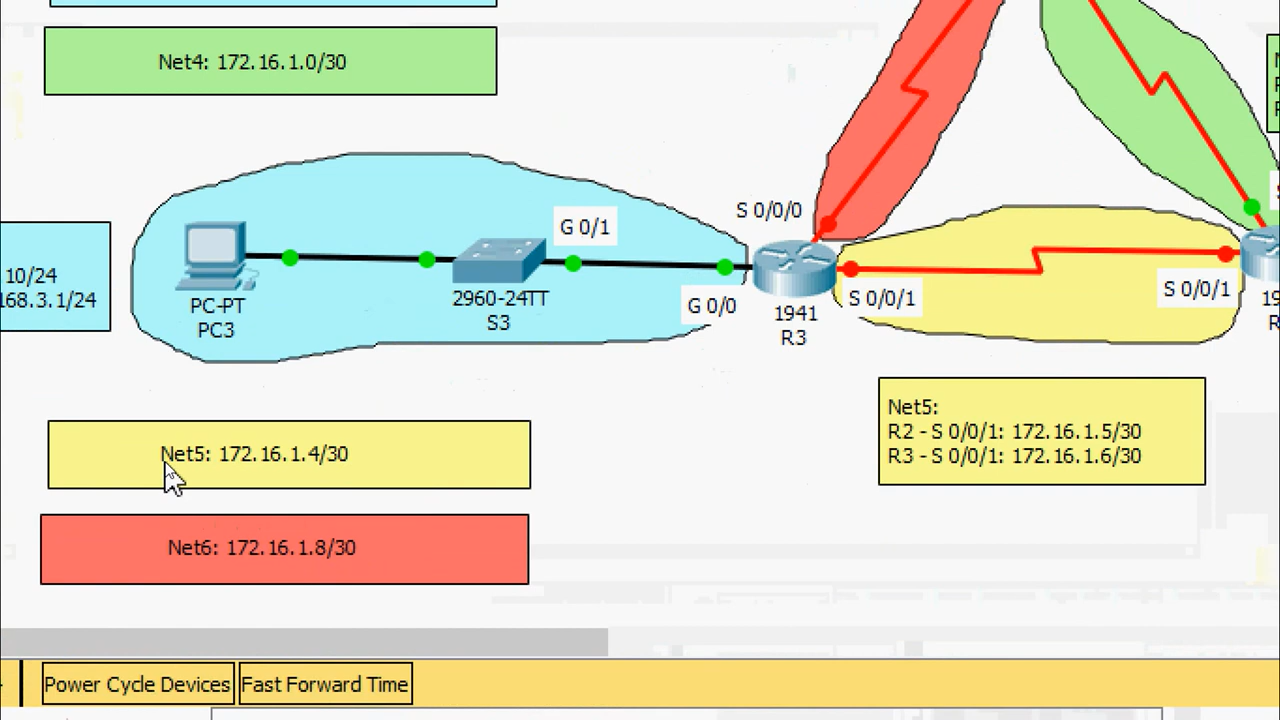 Net4: 172.16.1.0/30
S 0/0/0
G 0/1
10/24
168.3.1/24
2960-24TT
S3
PC-PT
PC3
G 0/0
1941
R3
S 0/0/1
S 0/0/1
Net5:
R2 - S 0/0/1: 172.16.1.5/30
R3 - S 0/0/1: 172.16.1.6/30
Net5: 172.16.1.4/30
Net6: 172.16.1.8/30
Power Cycle Devices
Fast Forward Time